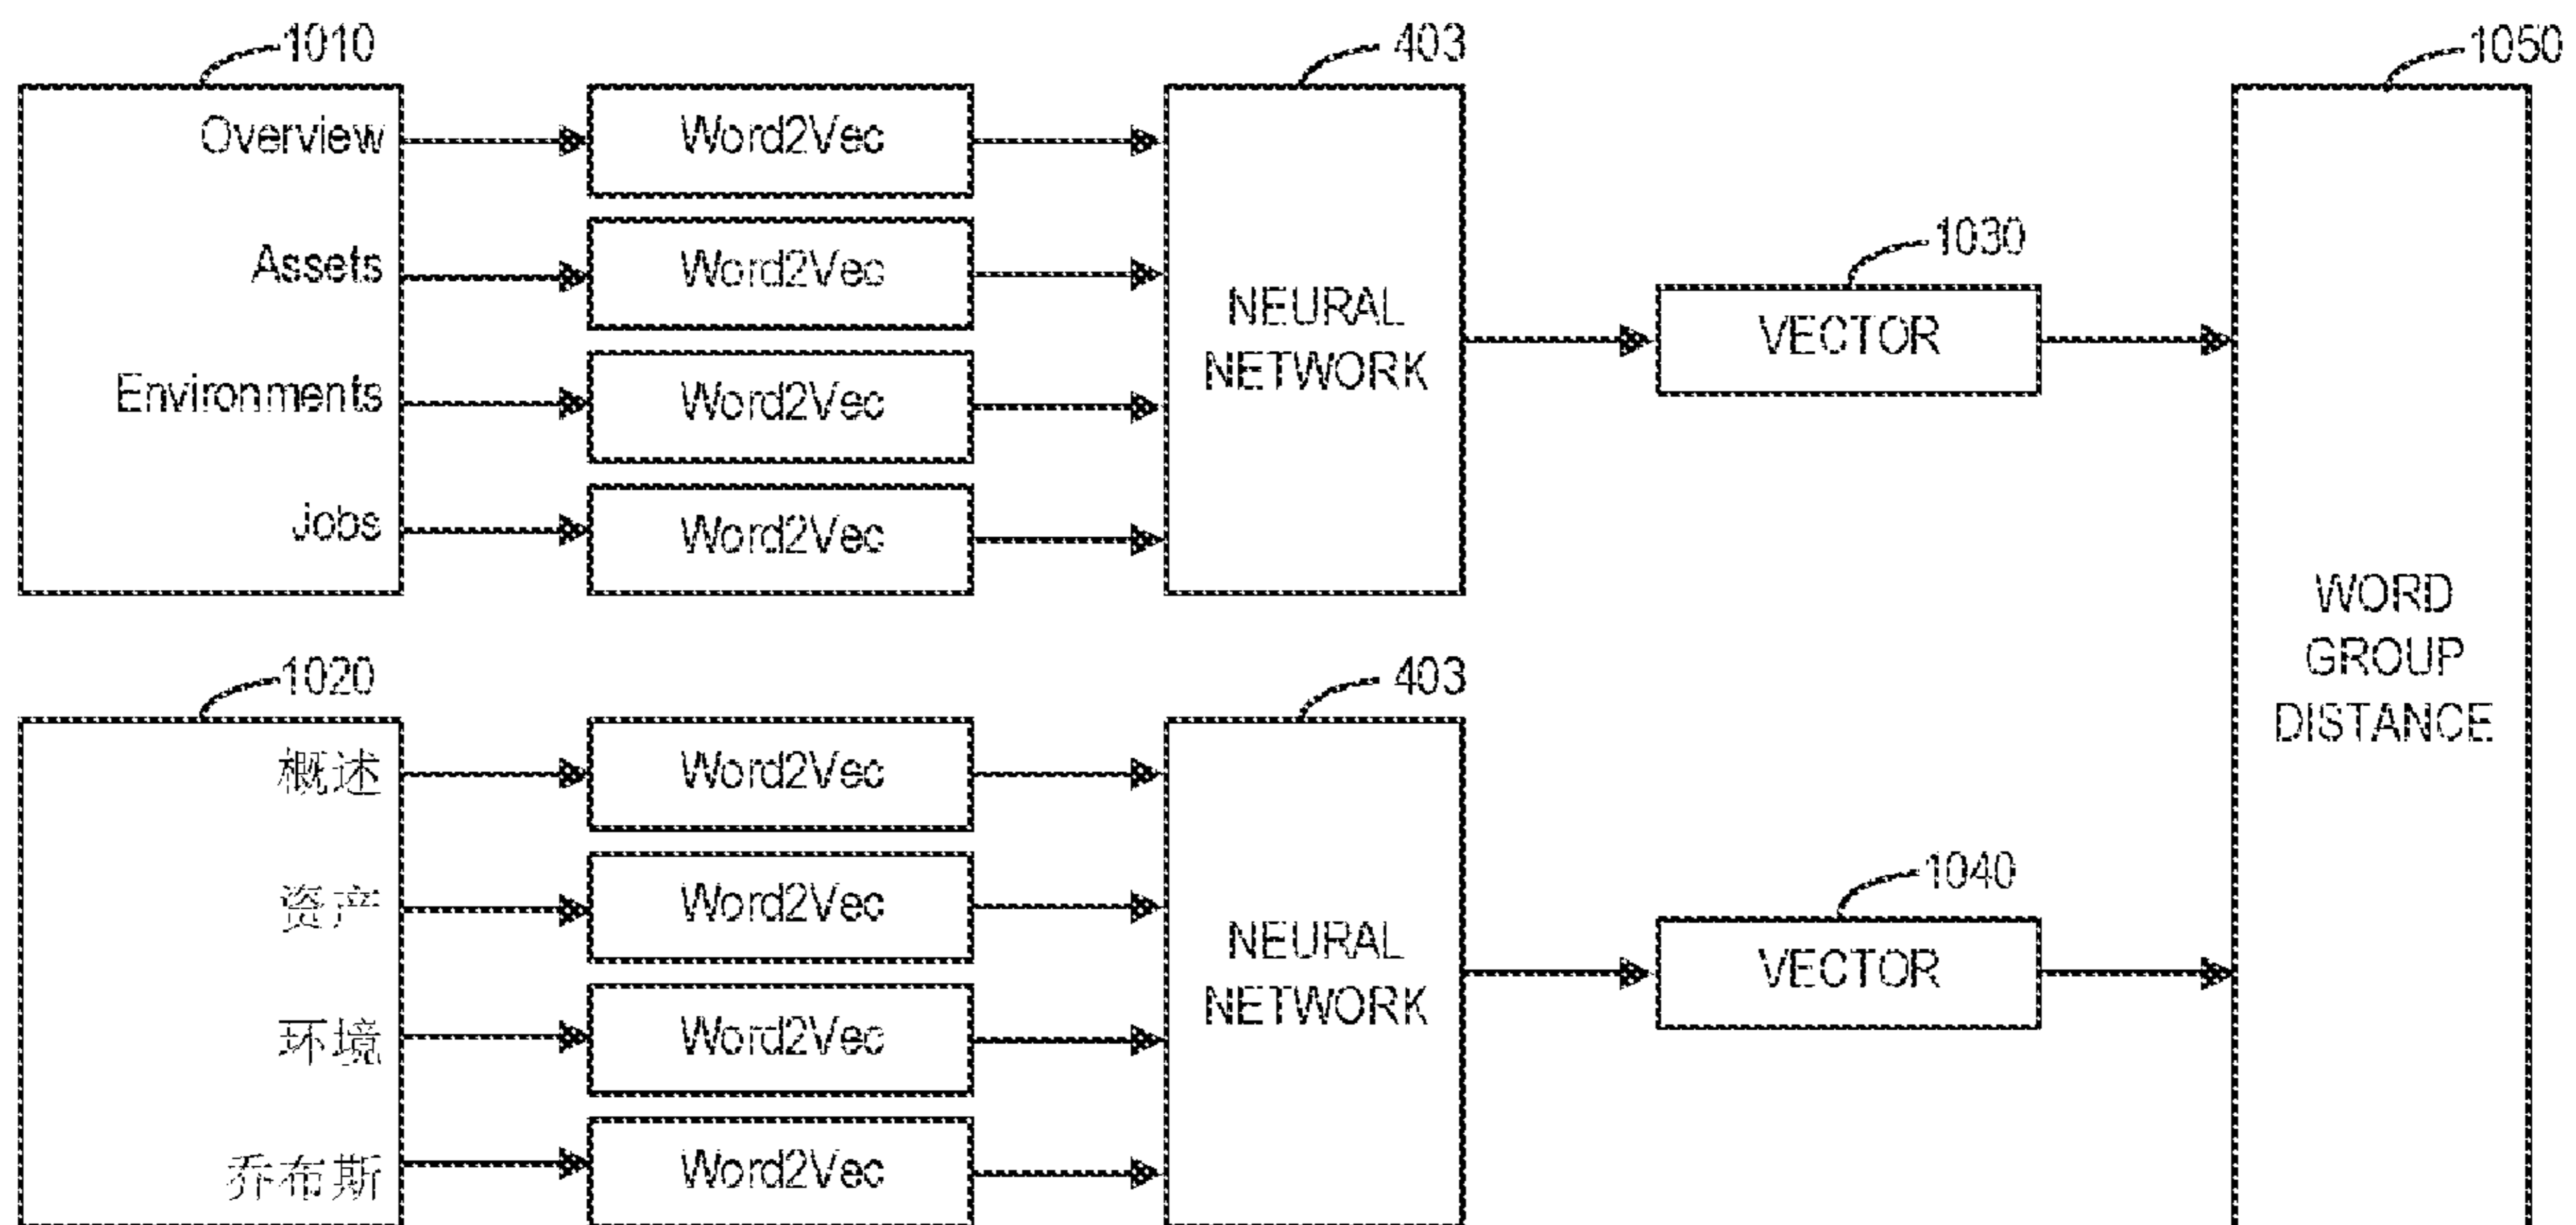 1010
403
1050
Overview
Word2Vec
Assets
Word2Vec
Environments
Word2Vec
Jobs
Word2Vec
NEURAL
NETWORK
1030
VECTOR
WORD
GROUP
DISTANCE
1020
403
概述
Word2Vec
资产
Word2Vec
环境
Word2Vec
乔布斯
Word2Vec
NEURAL
NETWORK
1040
VECTOR